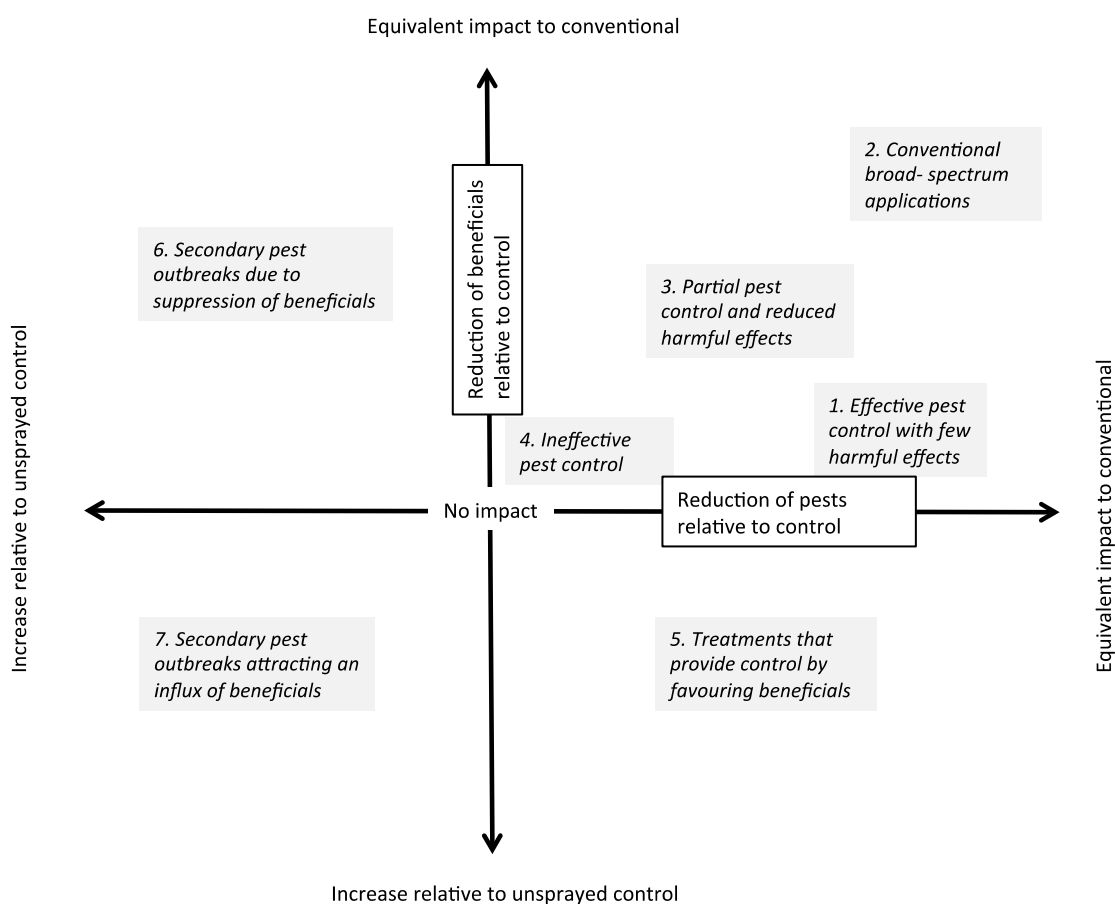 Equivalent impact to conventional
2. Conventional
broad- spectrum
applications
Reduction of beneficials
relative to control
6. Secondary pest
outbreaks due to
suppression of beneficials
3. Partial pest
control and reduced
harmful effects
Increase relative to unsprayed control
Equivalent impact to conventional
1. Effective pest
control with few
harmful effects
4. Ineffective
pest control
No impact
Reduction of pests
relative to control
7. Secondary pest
outbreaks attracting an
influx of beneficials
5. Treatments that
provide control by
favouring beneficials
Increase relative to unsprayed control